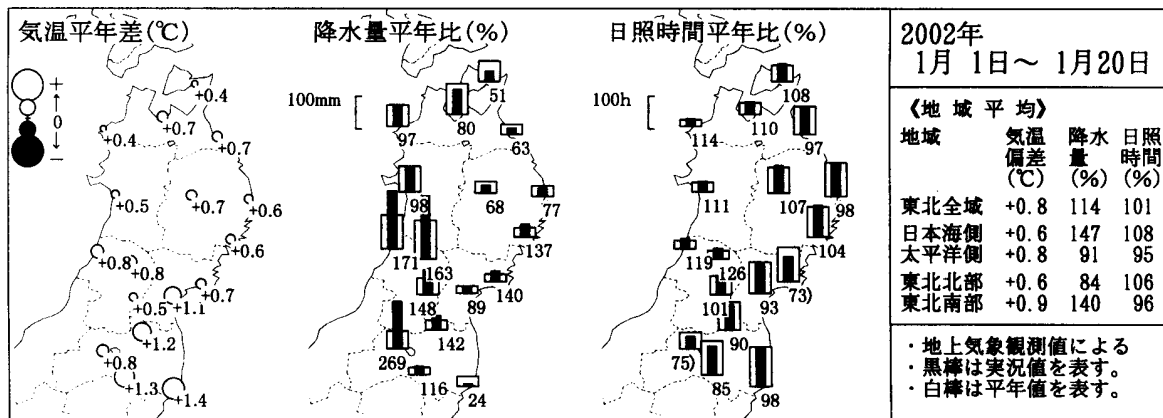 気温平年差(℃)
+
↑
0
↓
−
+0.4
+0.7
+0.4
+0.7
+0.5
+0.7
+0.6
+0.6
+0.8
+0.8
+0.7
+0.5
+1.1
+1.2
+0.8
+1.3
+1.4
降水量平年比(%)
100mm
51
80
97
63
98
68
77
137
171
163
140
148
89
142
269
116
24
日照時間平年比(%)
100h
108
110
114
97
111
107
98
104
119
126
73)
93
101
90
75)
85
98
2002年
1月 1日～ 1月20日
《地 域 平 均》
地域 気温 降水 日照
偏差 量 時間
(℃) (%) (%)
東北全域 +0.8 114 101
日本海側 +0.6 147 108
太平洋側 +0.8 91 95
東北北部 +0.6 84 106
東北南部 +0.9 140 96
・地上気象観測値による
・黒棒は実況値を表す。
・白棒は平年値を表す。